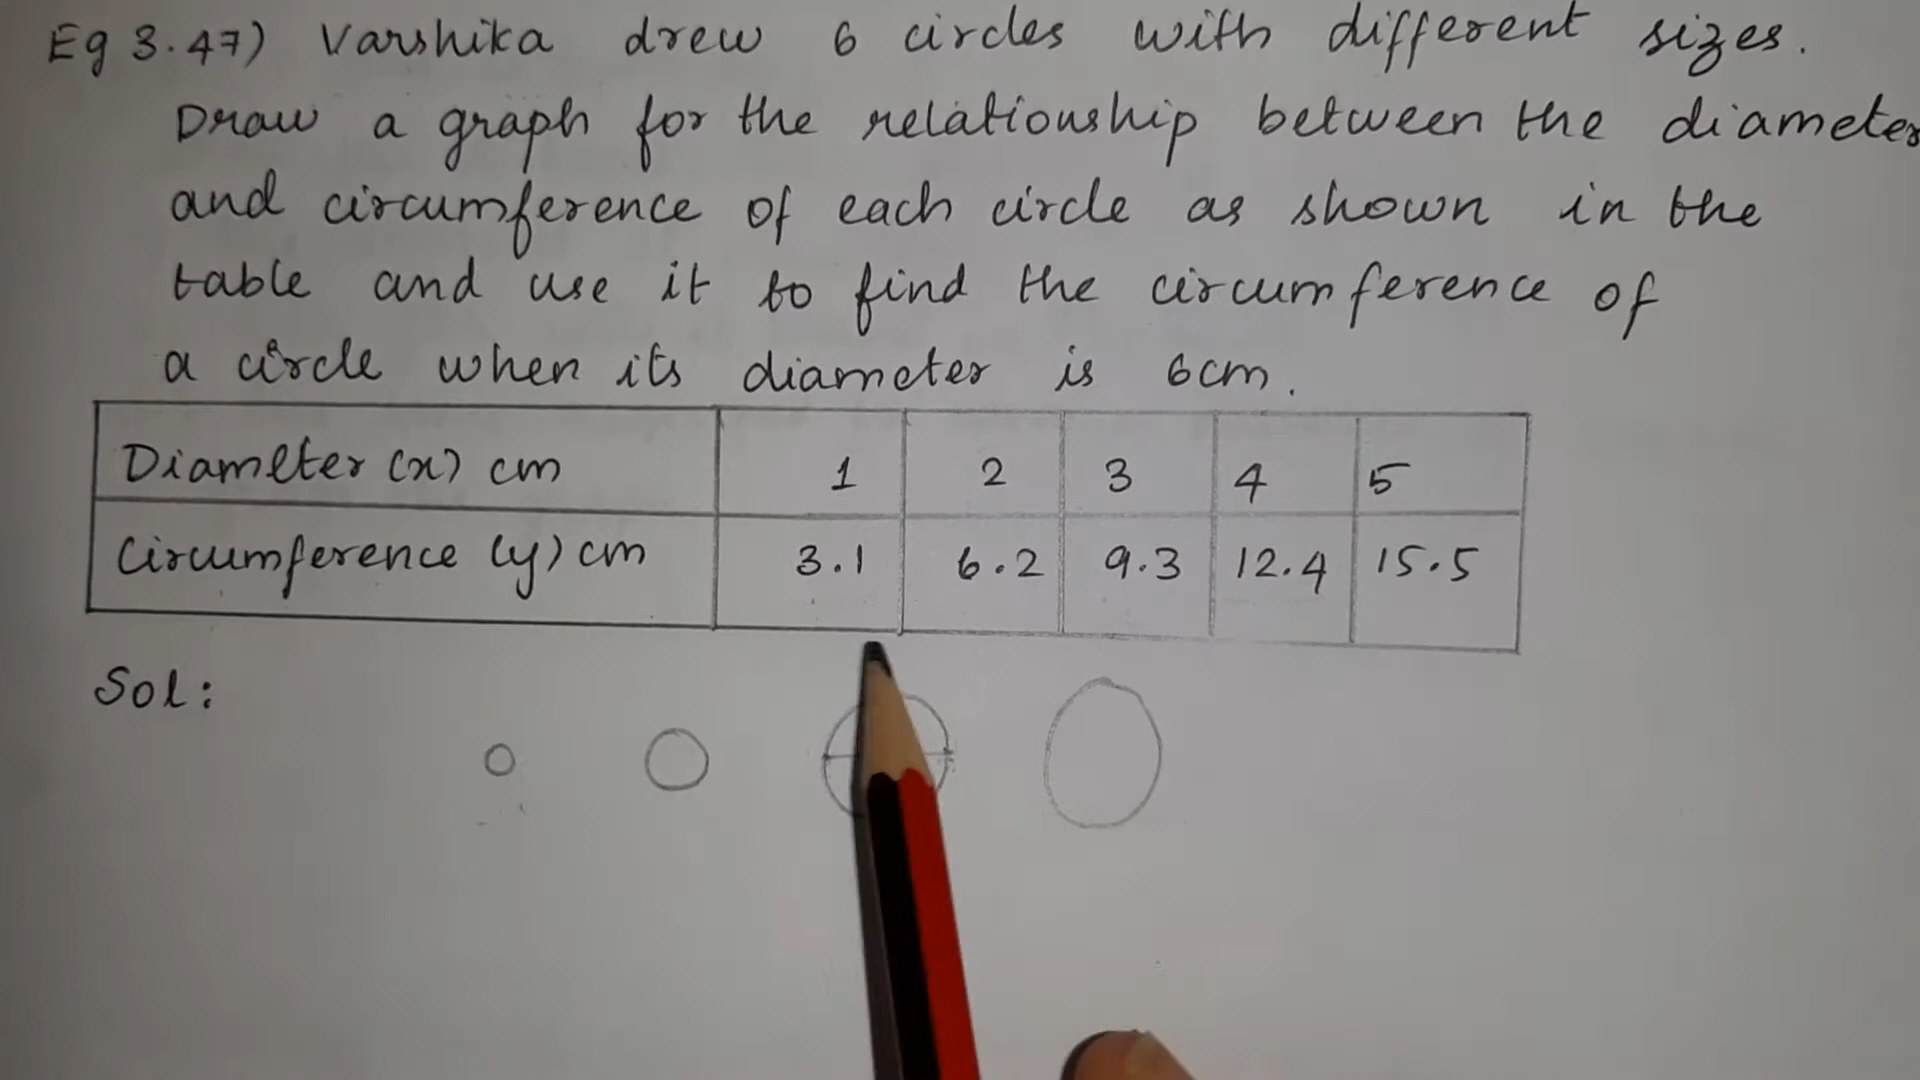 Eg 3.47) Varshika drew 6 circles with different sizes.
Draw a graph for the relationship between the diameter
and circumference of each circle as shown in the
table and use it to find the circumference of
a circle when its diameter is 6cm.
Diameter (x) cm 1 2 3 4 5
Circumference (y) cm 3.1 6.2 9.3 12.4 15.5
Sol: